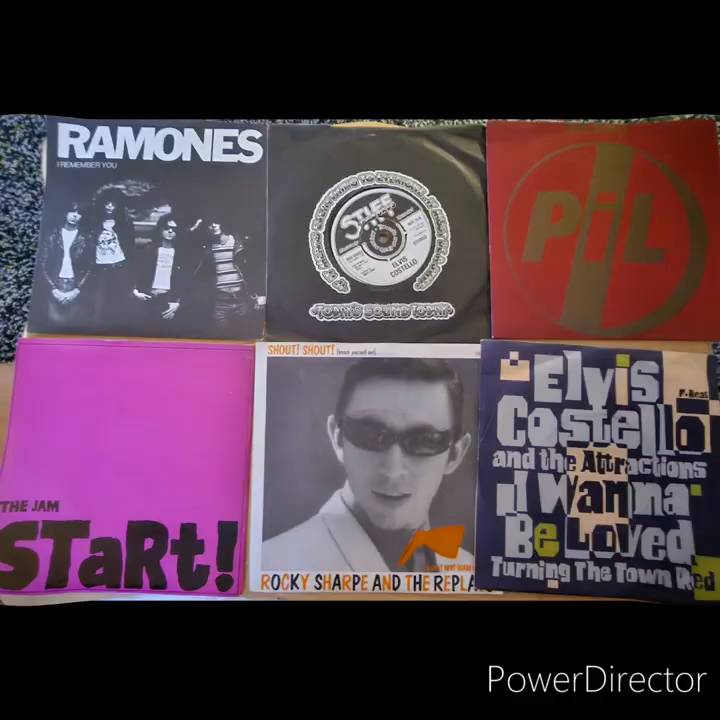 RAMONES
I REMEMBER YOU
STIFF
ELVIS
COSTELLO
"TODAY'S SOUND TODAY"
PiL
THE JAM
STaRt!
SHOUT! SHOUT!
ROCKY SHARPE AND THE REPLA
F-Beat
Elvis
Costello
and the Attractions
I Wanna
Be Loved
Turning The Town Red
PowerDirector